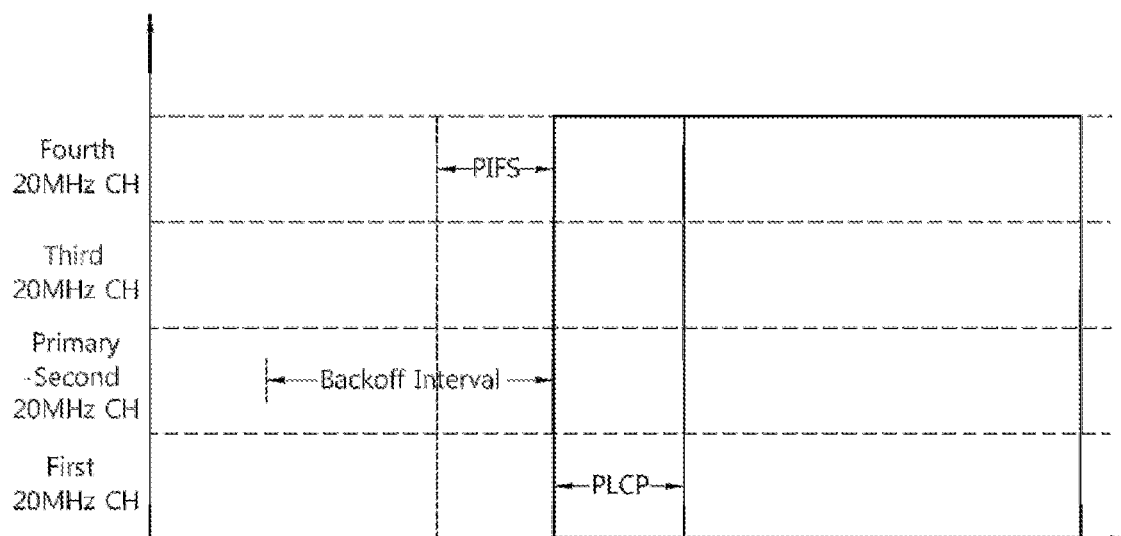 Fourth
20MHz CH
PIFS
Third
20MHz CH
Primary
-Second
20MHz CH
Backoff Interval
First
20MHz CH
PLCP